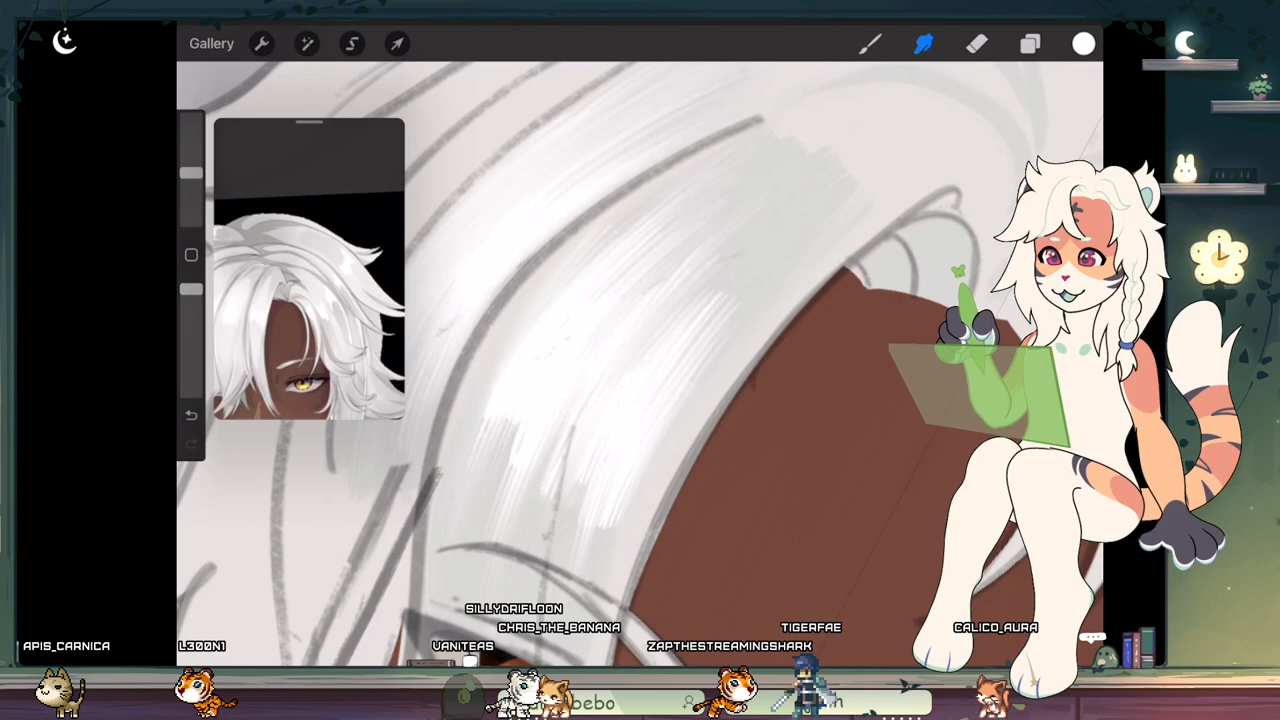 Gallery
SILLYDRIFLOON
CHRIS_THE_BANANA
TIGERFAE
CALICO_AURA
APIS_CARNICA
L300N1
VANITEAS
ZAPTHESTREAMINGSHARK
bebo